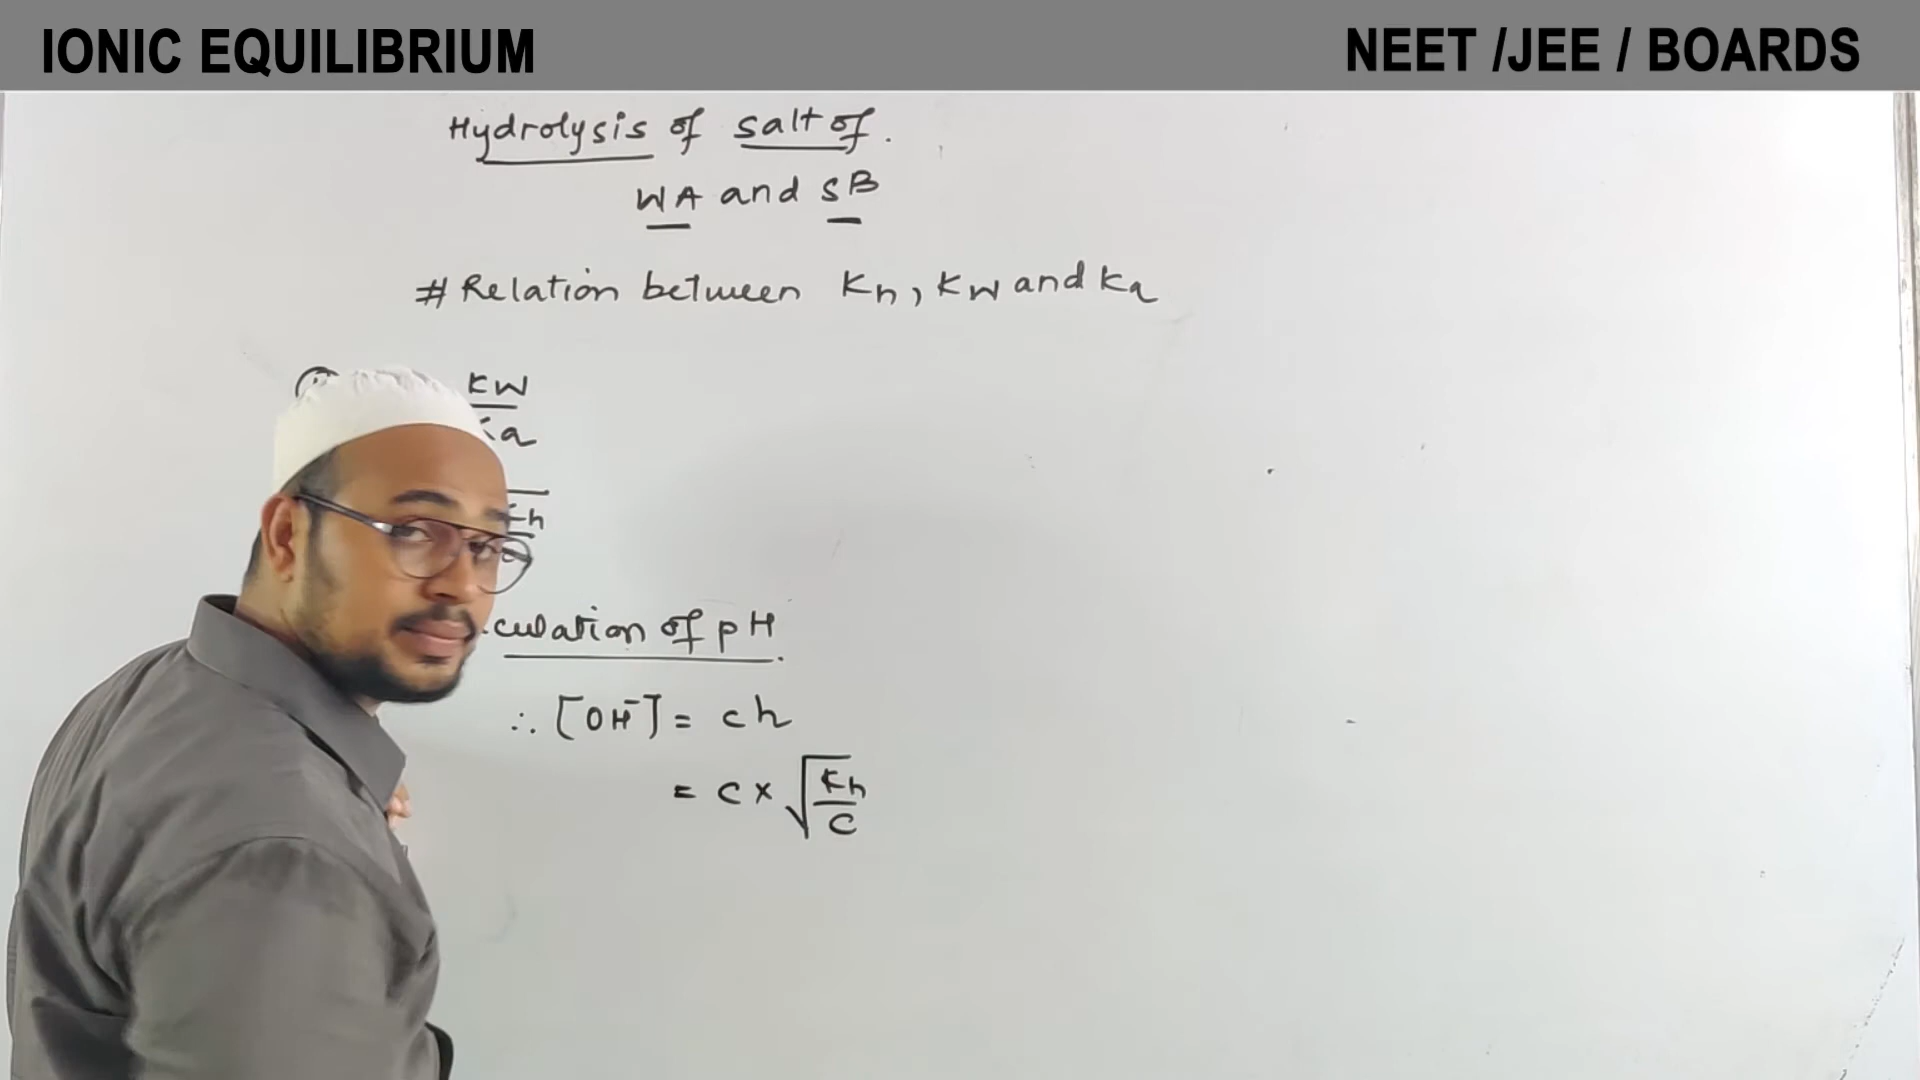 IONIC EQUILIBRIUM
NEET /JEE / BOARDS
Hydrolysis of salt of.
WA and SB
# Relation between Kh, Kw and Ka
Kw
a
h
culation of pH.
∴ [OH⁻] = ch
= c × √Kh/C